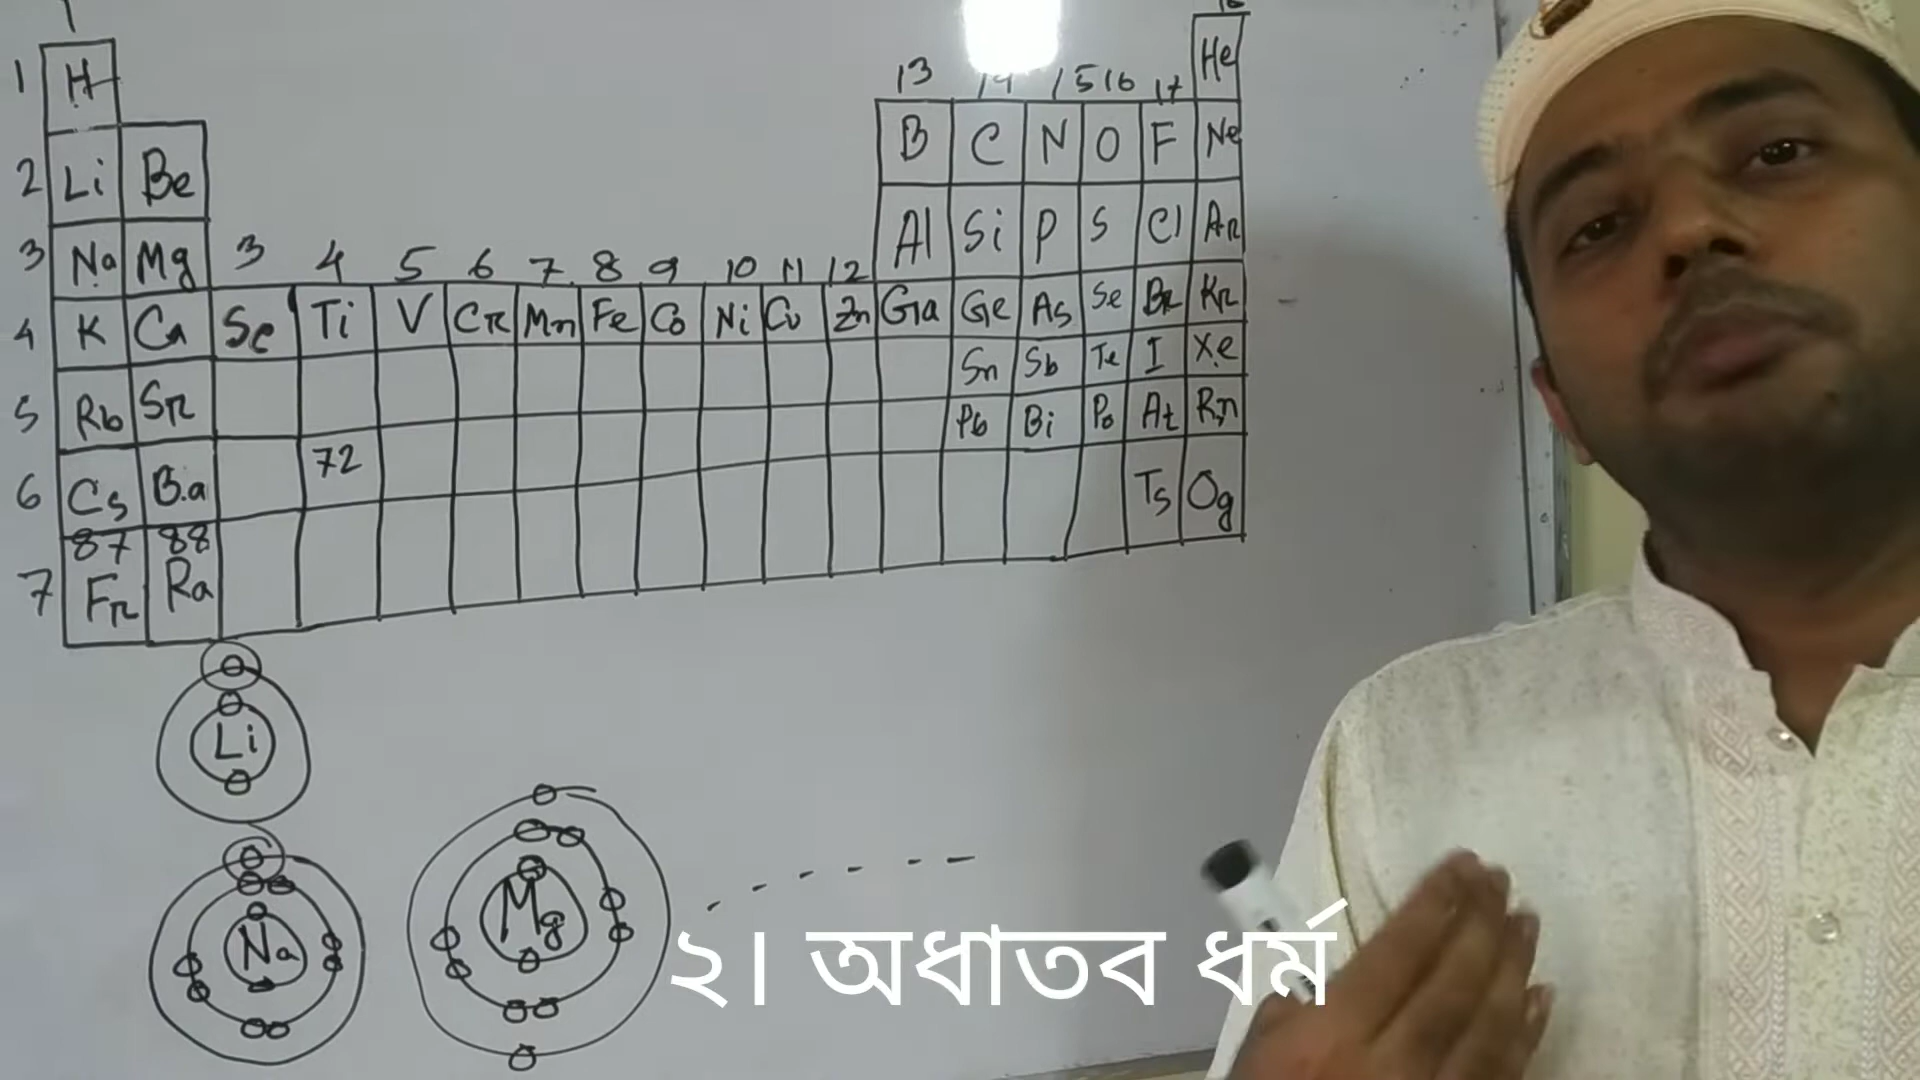 1
18
1 H He
13 14 15 16 17
2 Li Be B C N O F Ne
3 Na Mg Al Si P S Cl Ar
3 4 5 6 7 8 9 10 11 12
4 K Ca Sc Ti V Cr Mn Fe Co Ni Cu Zn Ga Ge As Se Br Kr
5 Rb Sr Sn Sb Te I Xe
72
6 Cs Ba Pb Bi Po At Rn
87 88
7 Fr Ra Ts Og
Li
Na Mg
২। অধাতব ধর্ম